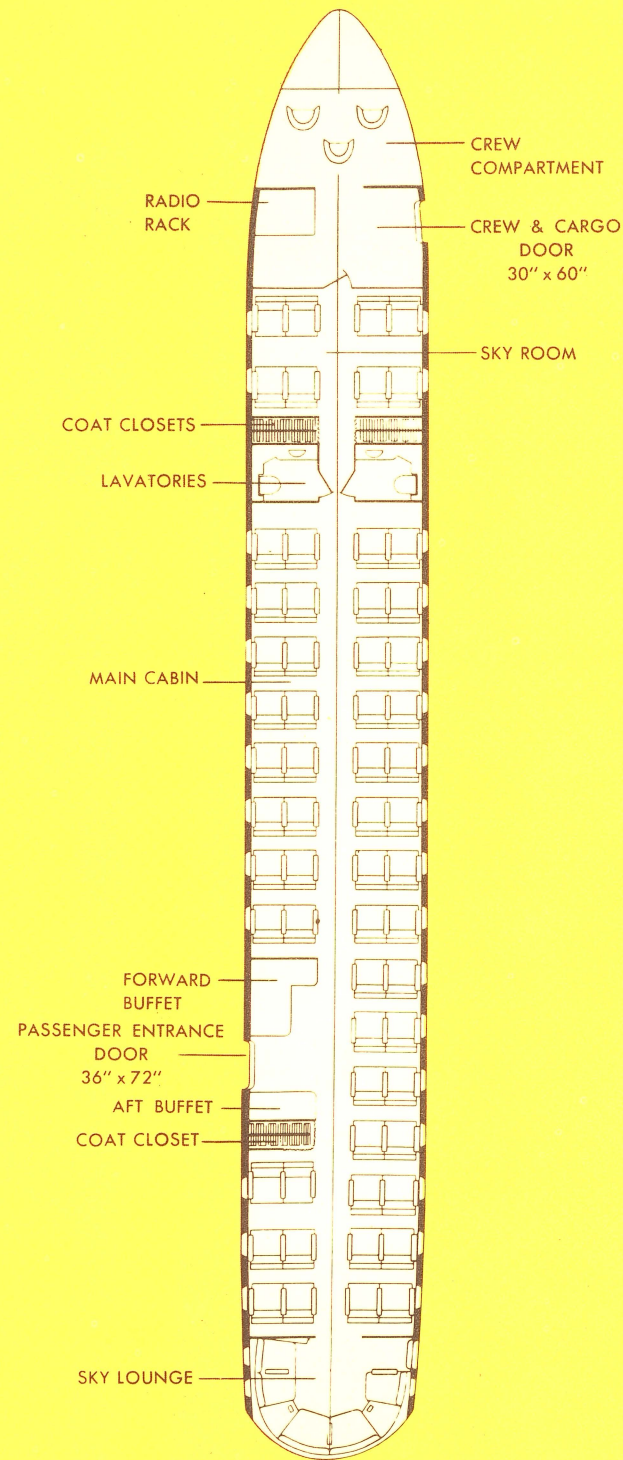 CREW
COMPARTMENT
RADIO
RACK
CREW & CARGO
DOOR
30" x 60"
SKY ROOM
COAT CLOSETS
LAVATORIES
MAIN CABIN
FORWARD
BUFFET
PASSENGER ENTRANCE
DOOR
36" x 72"
AFT BUFFET
COAT CLOSET
SKY LOUNGE